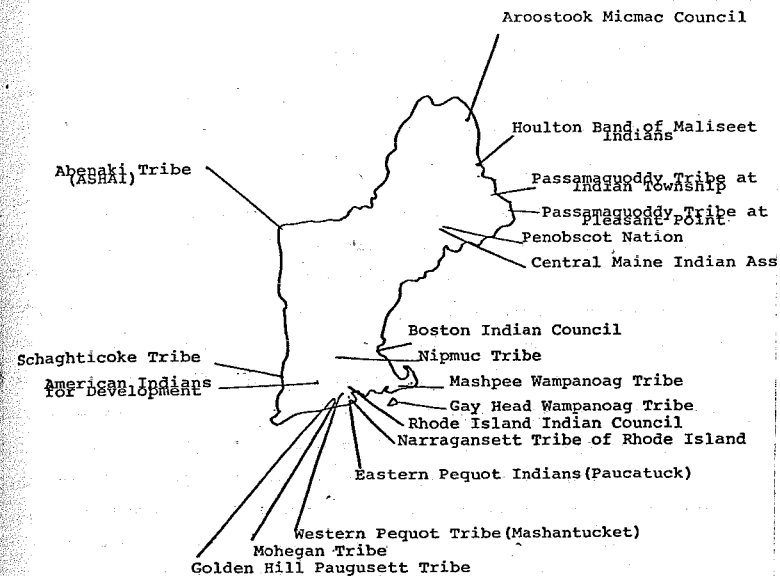 Aroostook Micmac Council
Houlton Band of Maliseet
Indians
Abenaki Tribe
(ASHAI)
Passamaquoddy Tribe at
Indian Township
Passamaquoddy Tribe at
Pleasant Point
Penobscot Nation
Central Maine Indian Ass
Boston Indian Council
Schaghticoke Tribe
Nipmuc Tribe
American Indians
for Development
Mashpee Wampanoag Tribe
Gay Head Wampanoag Tribe
Rhode Island Indian Council
Narragansett Tribe of Rhode Island
Eastern Pequot Indians(Paucatuck)
Western Pequot Tribe(Mashantucket)
Mohegan Tribe
Golden Hill Paugusett Tribe